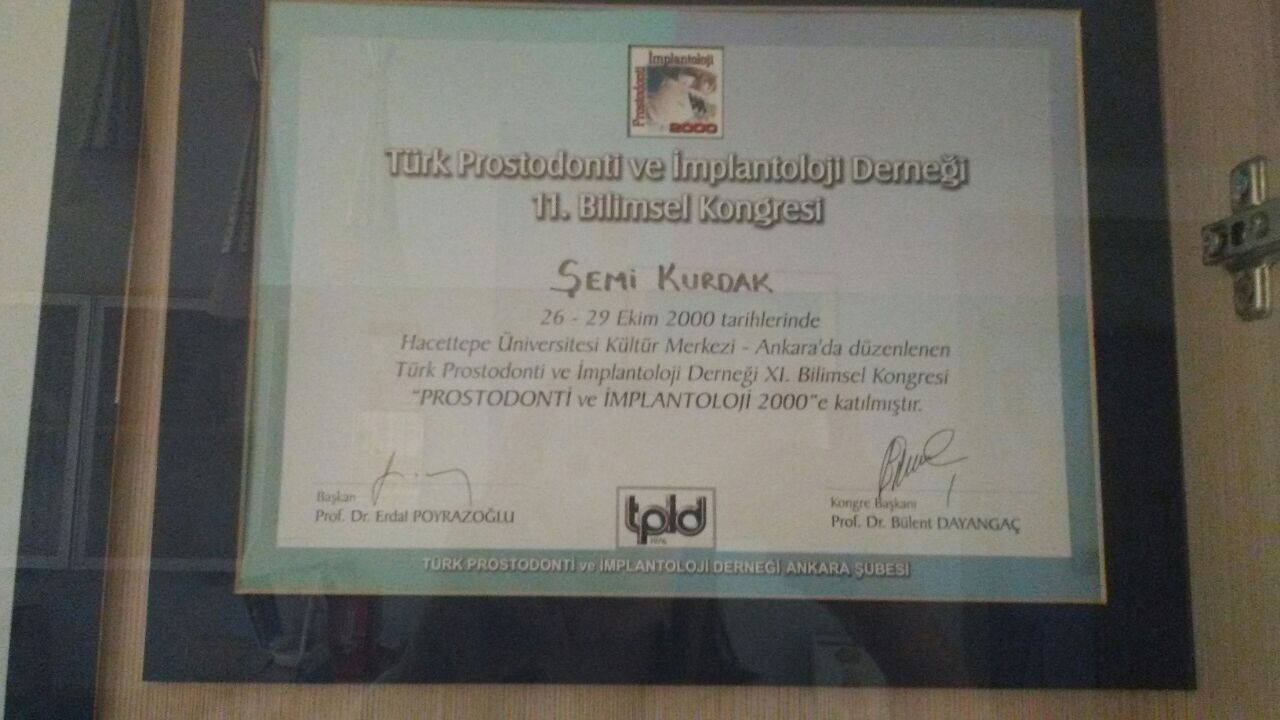 İmplantoloji
Prostodonti
2000
Türk Prostodonti ve İmplantoloji Derneği
11. Bilimsel Kongresi
ŞEMİ KURDAK
26 - 29 Ekim 2000 tarihlerinde
Hacettepe Üniversitesi Kültür Merkezi - Ankara'da düzenlenen
Türk Prostodonti ve İmplantoloji Derneği XI. Bilimsel Kongresi
"PROSTODONTİ ve İMPLANTOLOJİ 2000"e katılmıştır.
Başkan
Prof. Dr. Erdal POYRAZOĞLU
tpid
1976
Kongre Başkanı
Prof. Dr. Bülent DAYANGAÇ
TÜRK PROSTODONTİ ve İMPLANTOLOJİ DERNEĞİ ANKARA ŞUBESİ